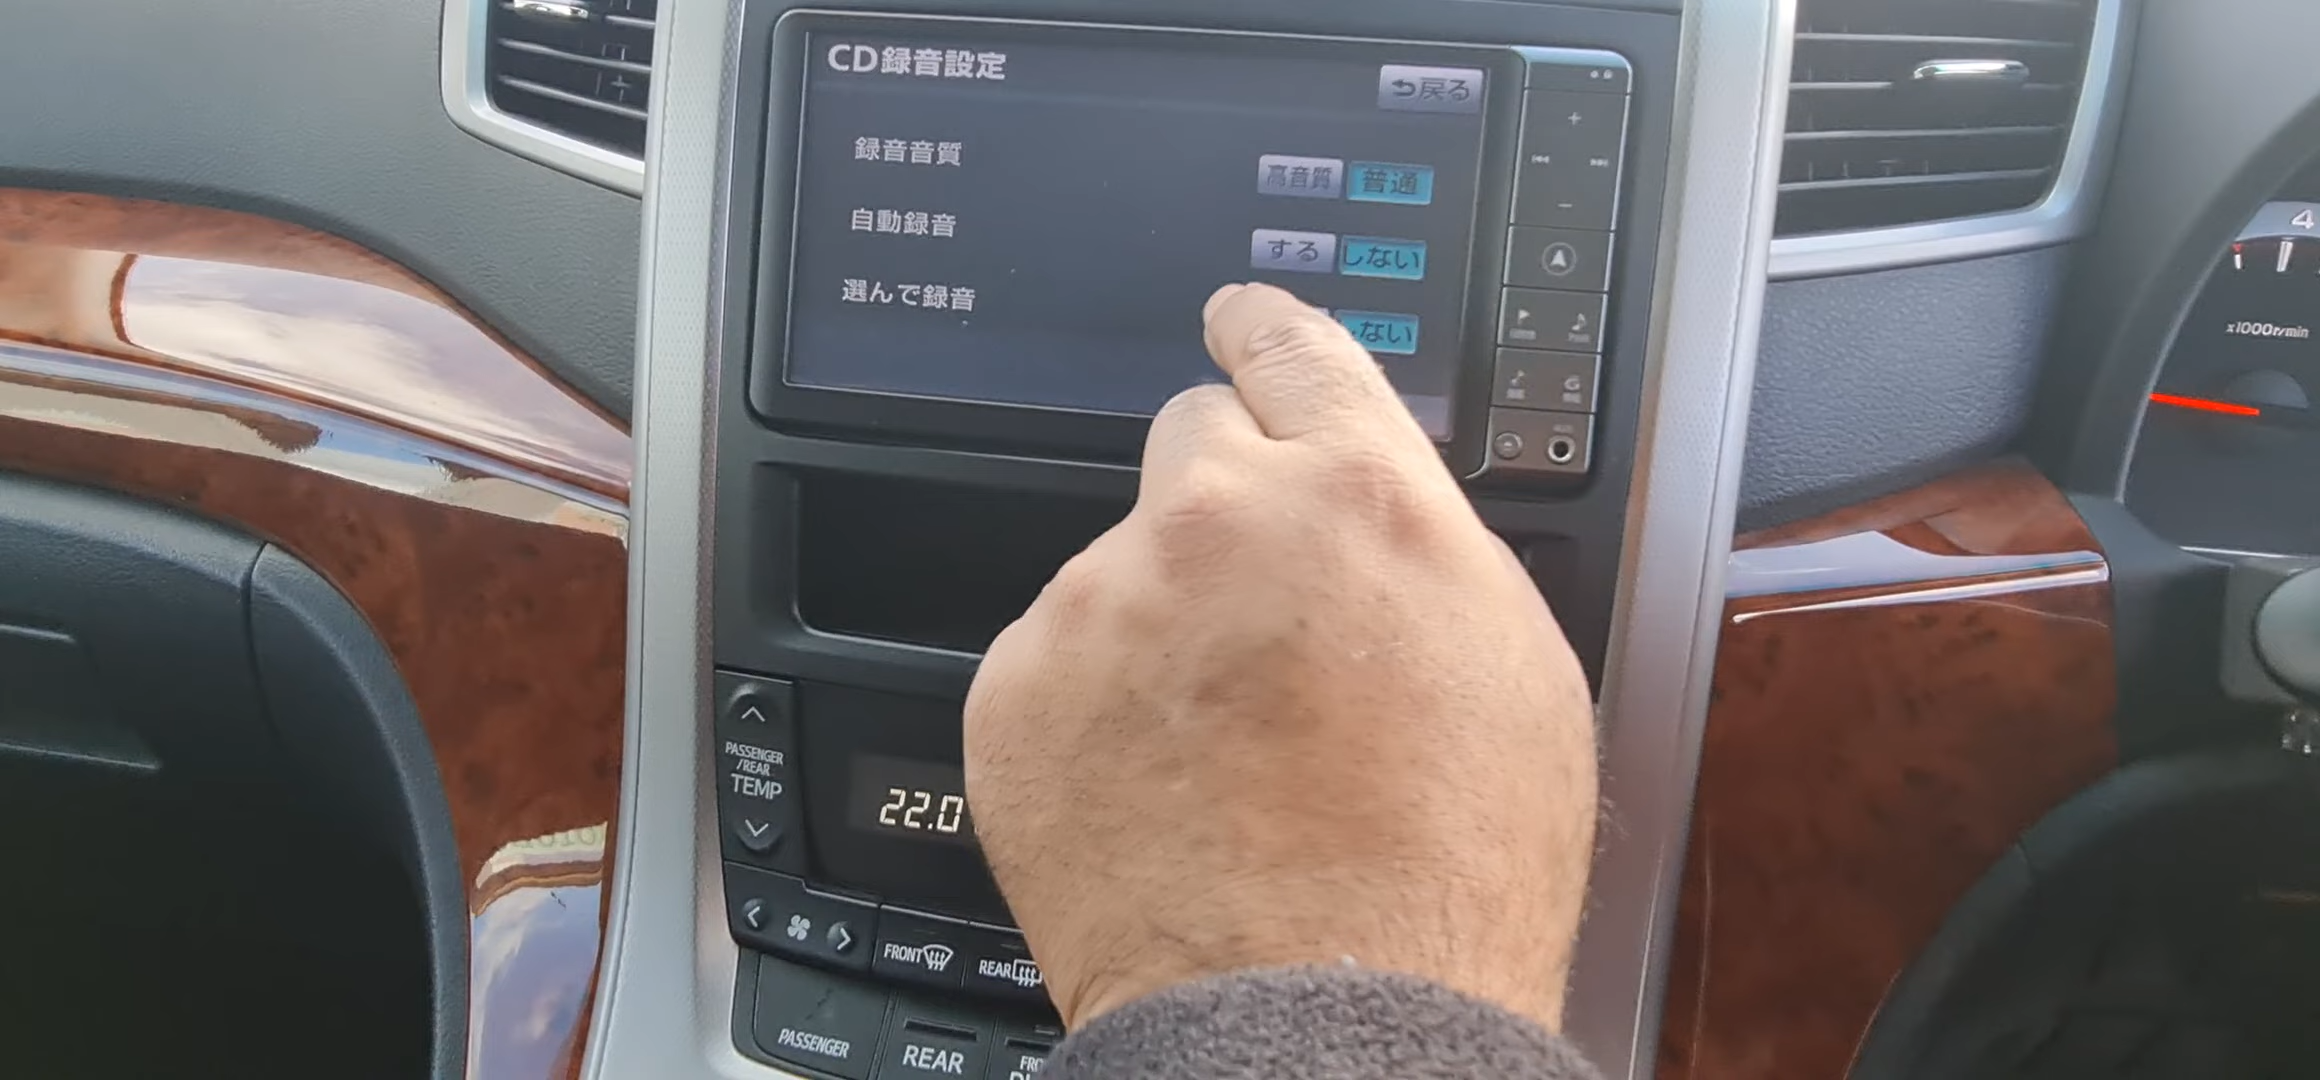 CD録音設定
戻る
録音音質
高音質 普通
自動録音
する しない
選んで録音
ない
PASSENGER
/REAR
TEMP
22.0
FRONT
REAR
PASSENGER
REAR
FRO
4
x1000r/min